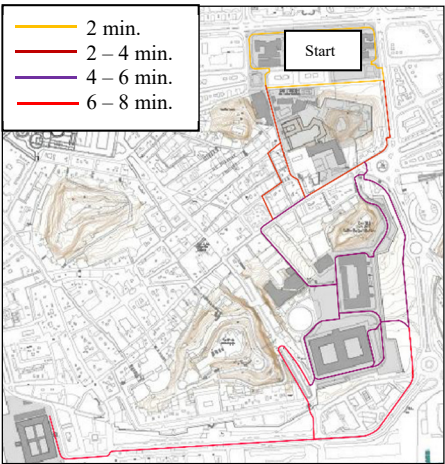 2 min.
2 – 4 min.
4 – 6 min.
6 – 8 min.
Start